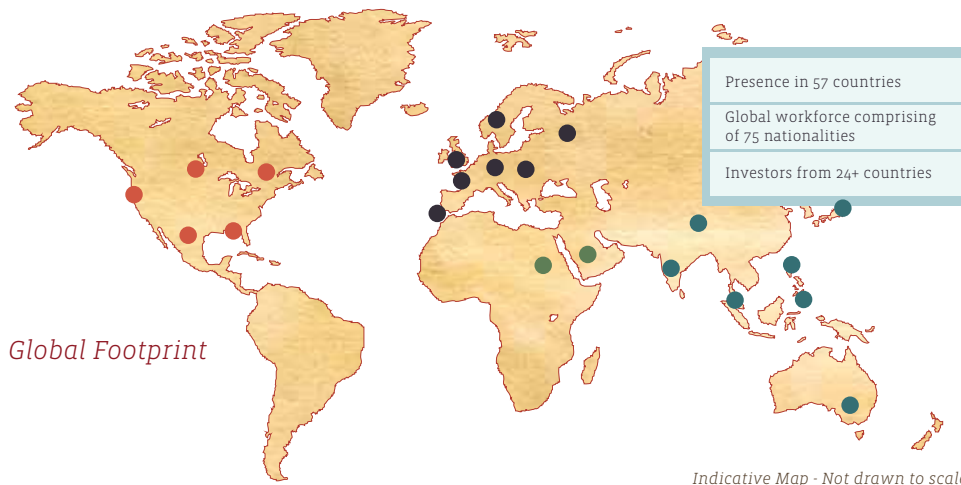 Presence in 57 countries
Global workforce comprising
of 75 nationalities
Investors from 24+ countries
Global Footprint
Indicative Map - Not drawn to scale